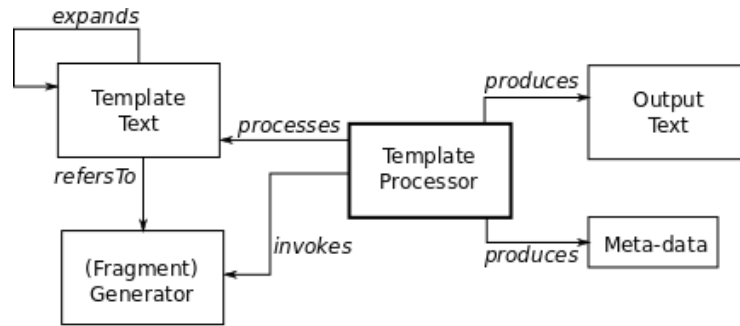 expands
Template
Text
processes
produces
Output
Text
Template
Processor
refersTo
(Fragment)
Generator
invokes
produces
Meta-data